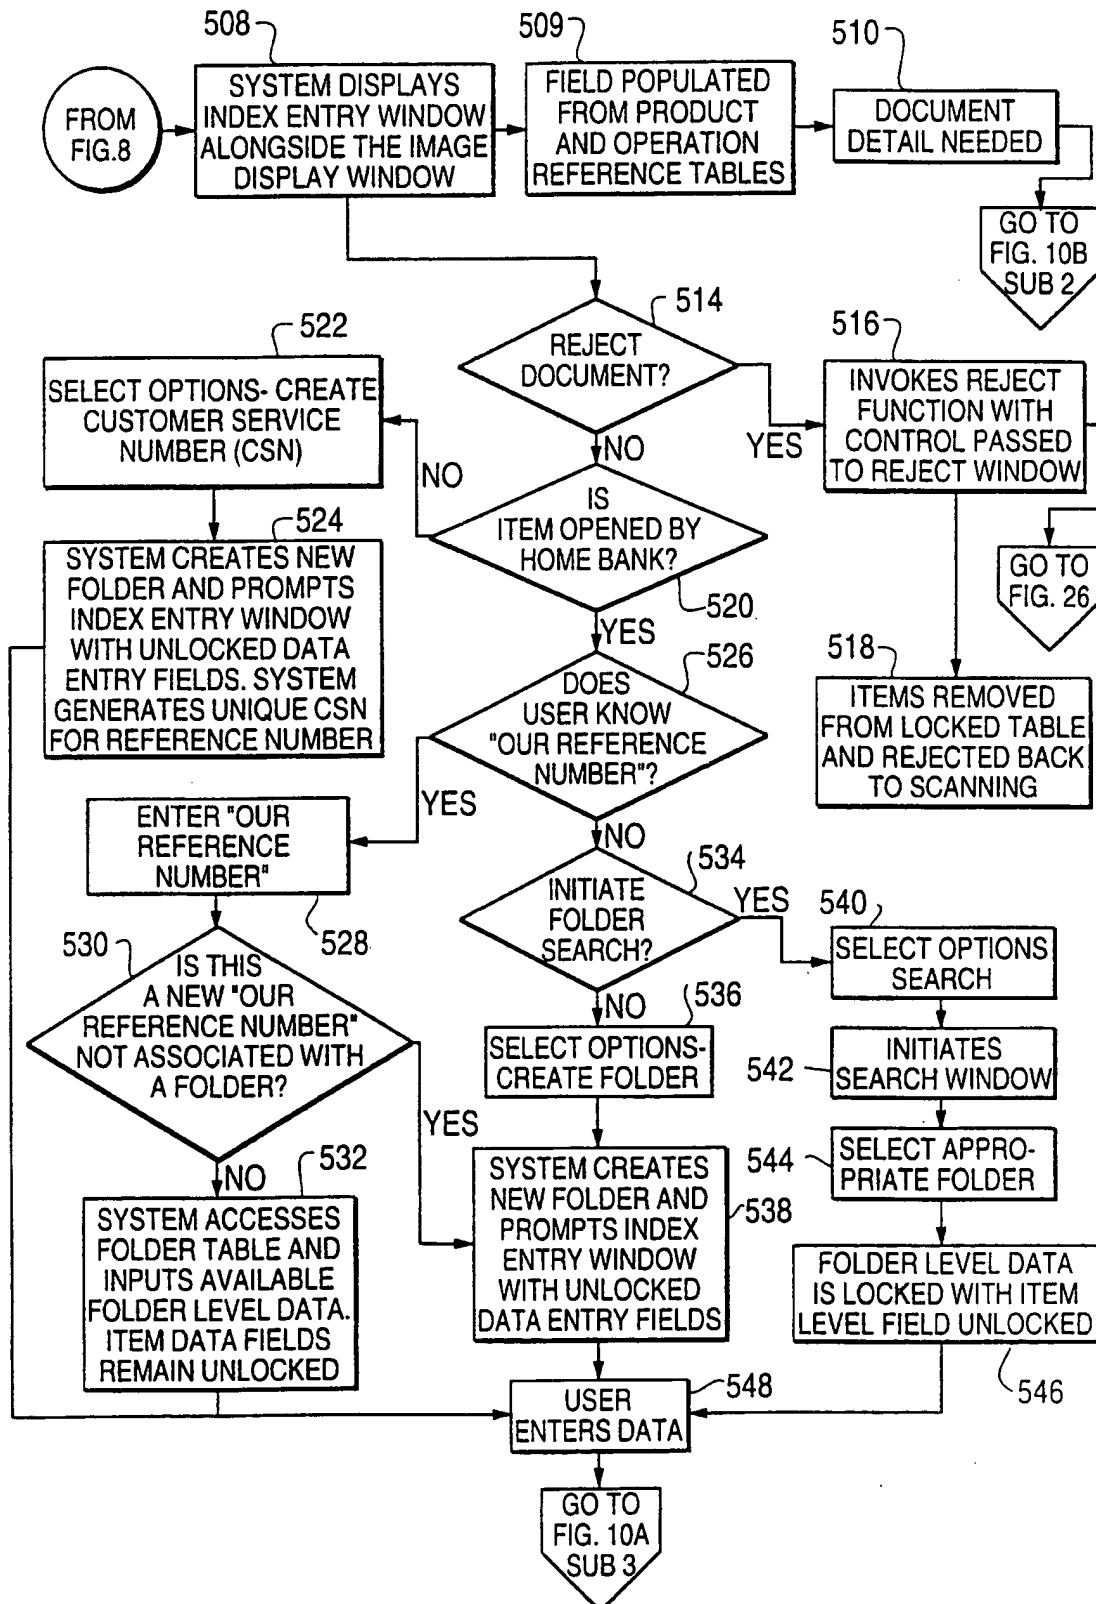 508
509
510
FROM
FIG.8
SYSTEM DISPLAYS
INDEX ENTRY WINDOW
ALONGSIDE THE IMAGE
DISPLAY WINDOW
FIELD POPULATED
FROM PRODUCT
AND OPERATION
REFERENCE TABLES
DOCUMENT
DETAIL NEEDED
GO TO
FIG. 10B
SUB 2
514
REJECT
DOCUMENT?
YES
NO
516
INVOKES REJECT
FUNCTION WITH
CONTROL PASSED
TO REJECT WINDOW
GO TO
FIG. 26
518
ITEMS REMOVED
FROM LOCKED TABLE
AND REJECTED BACK
TO SCANNING
522
SELECT OPTIONS- CREATE
CUSTOMER SERVICE
NUMBER (CSN)
NO
IS
ITEM OPENED BY
HOME BANK?
520
YES
524
SYSTEM CREATES NEW
FOLDER AND PROMPTS
INDEX ENTRY WINDOW
WITH UNLOCKED DATA
ENTRY FIELDS. SYSTEM
GENERATES UNIQUE CSN
FOR REFERENCE NUMBER
526
DOES
USER KNOW
"OUR REFERENCE
NUMBER"?
YES
NO
ENTER "OUR
REFERENCE
NUMBER"
528
534
INITIATE
FOLDER
SEARCH?
YES
NO
530
IS THIS
A NEW "OUR
REFERENCE NUMBER"
NOT ASSOCIATED WITH
A FOLDER?
YES
NO
536
SELECT OPTIONS-
CREATE FOLDER
540
SELECT OPTIONS
SEARCH
542
INITIATES
SEARCH WINDOW
544
SELECT APPRO-
PRIATE FOLDER
532
SYSTEM ACCESSES
FOLDER TABLE AND
INPUTS AVAILABLE
FOLDER LEVEL DATA.
ITEM DATA FIELDS
REMAIN UNLOCKED
SYSTEM CREATES
NEW FOLDER AND
PROMPTS INDEX
ENTRY WINDOW
WITH UNLOCKED
DATA ENTRY FIELDS
538
FOLDER LEVEL DATA
IS LOCKED WITH ITEM
LEVEL FIELD UNLOCKED
546
548
USER
ENTERS DATA
GO TO
FIG. 10A
SUB 3